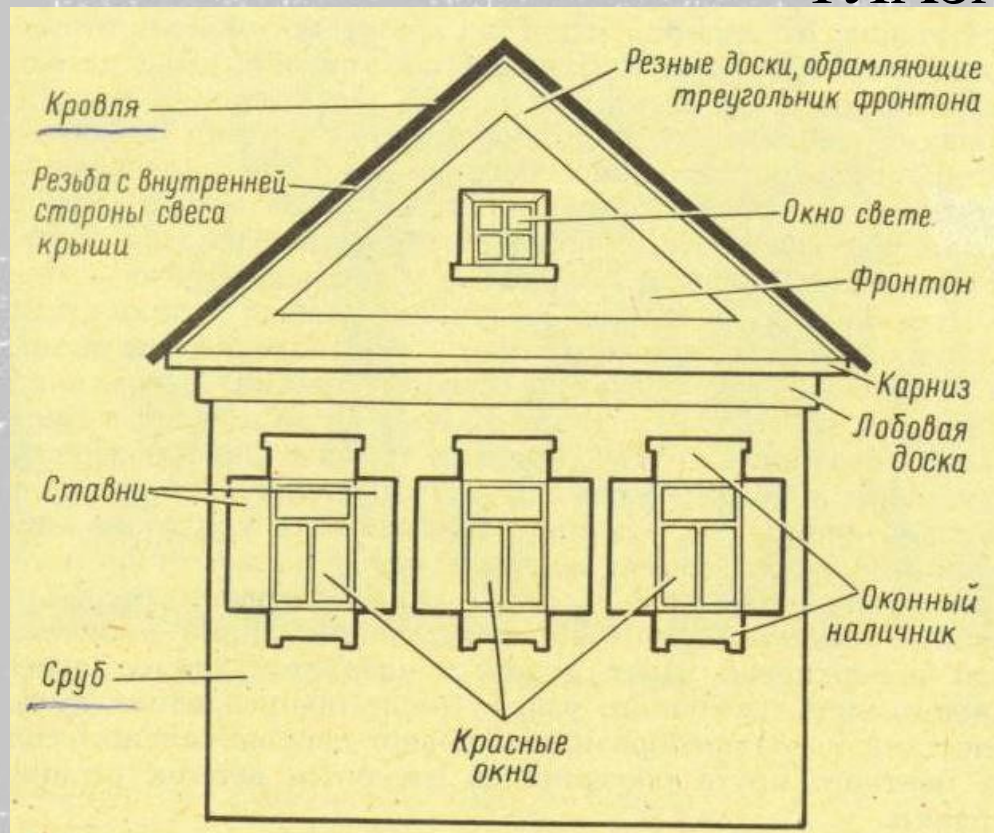 Резные доски, обрамляющие
треугольник фронтона
Кровля
Резьба с внутренней
стороны свеса
крыши
Окно свете
Фронтон
Карниз
Лобовая
доска
Ставни
Оконный
наличник
Сруб
Красные
окна